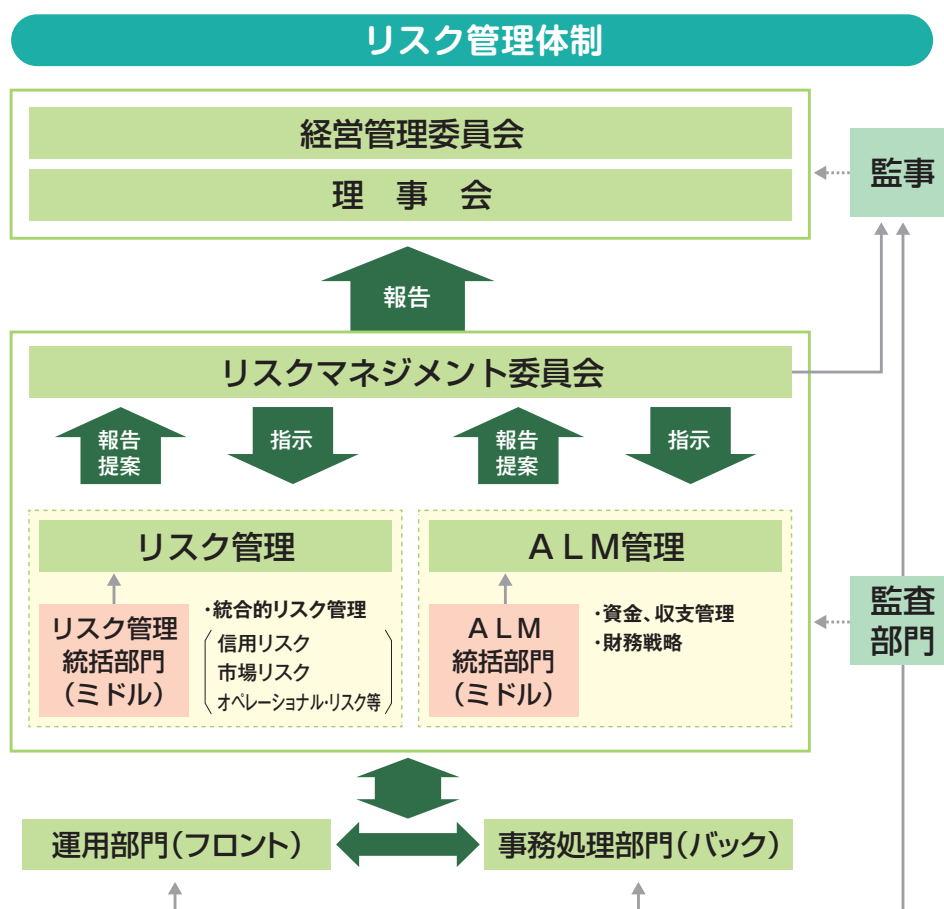 リスク管理体制
経営管理委員会
理 事 会
監事
報告
リスクマネジメント委員会
報告
提案
指示
報告
提案
指示
リスク管理
リスク管理
統括部門
(ミドル)
・統合的リスク管理
信用リスク
市場リスク
オペレーショナル・リスク等
ALM管理
ALM
統括部門
(ミドル)
・資金、収支管理
・財務戦略
監査
部門
運用部門(フロント)
事務処理部門(バック)